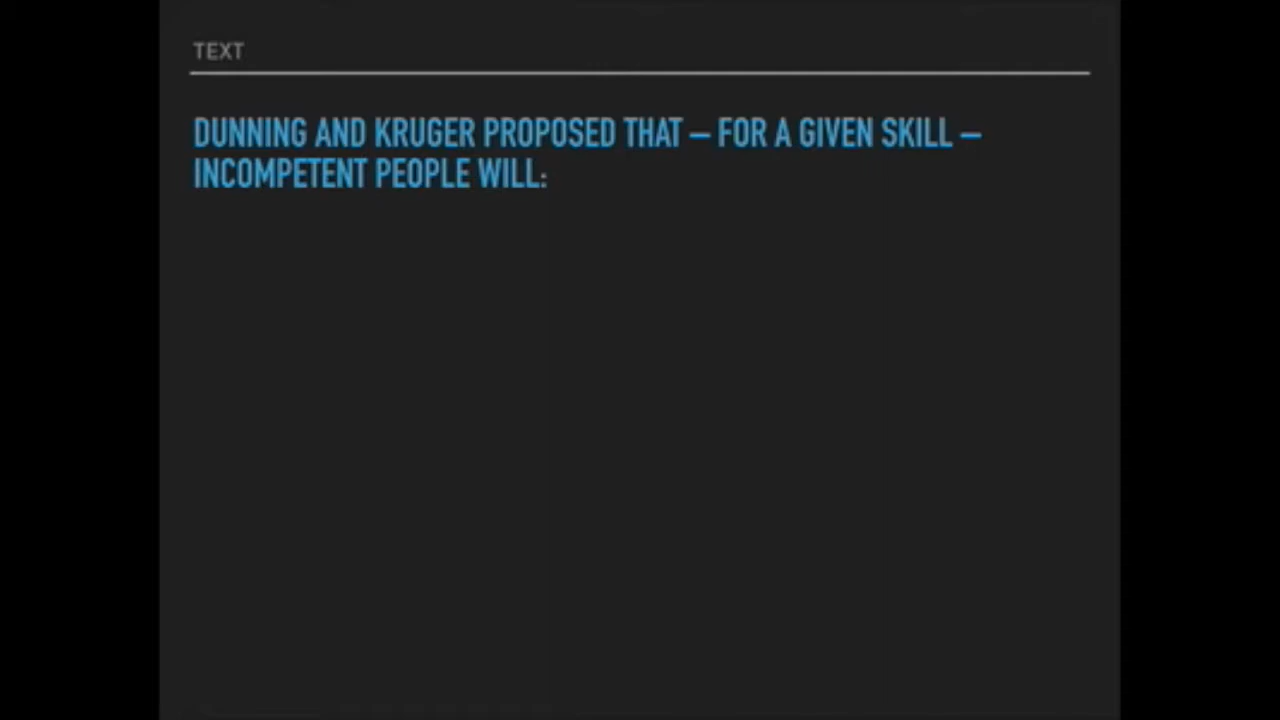 TEXT
DUNNING AND KRUGER PROPOSED THAT – FOR A GIVEN SKILL –
INCOMPETENT PEOPLE WILL: